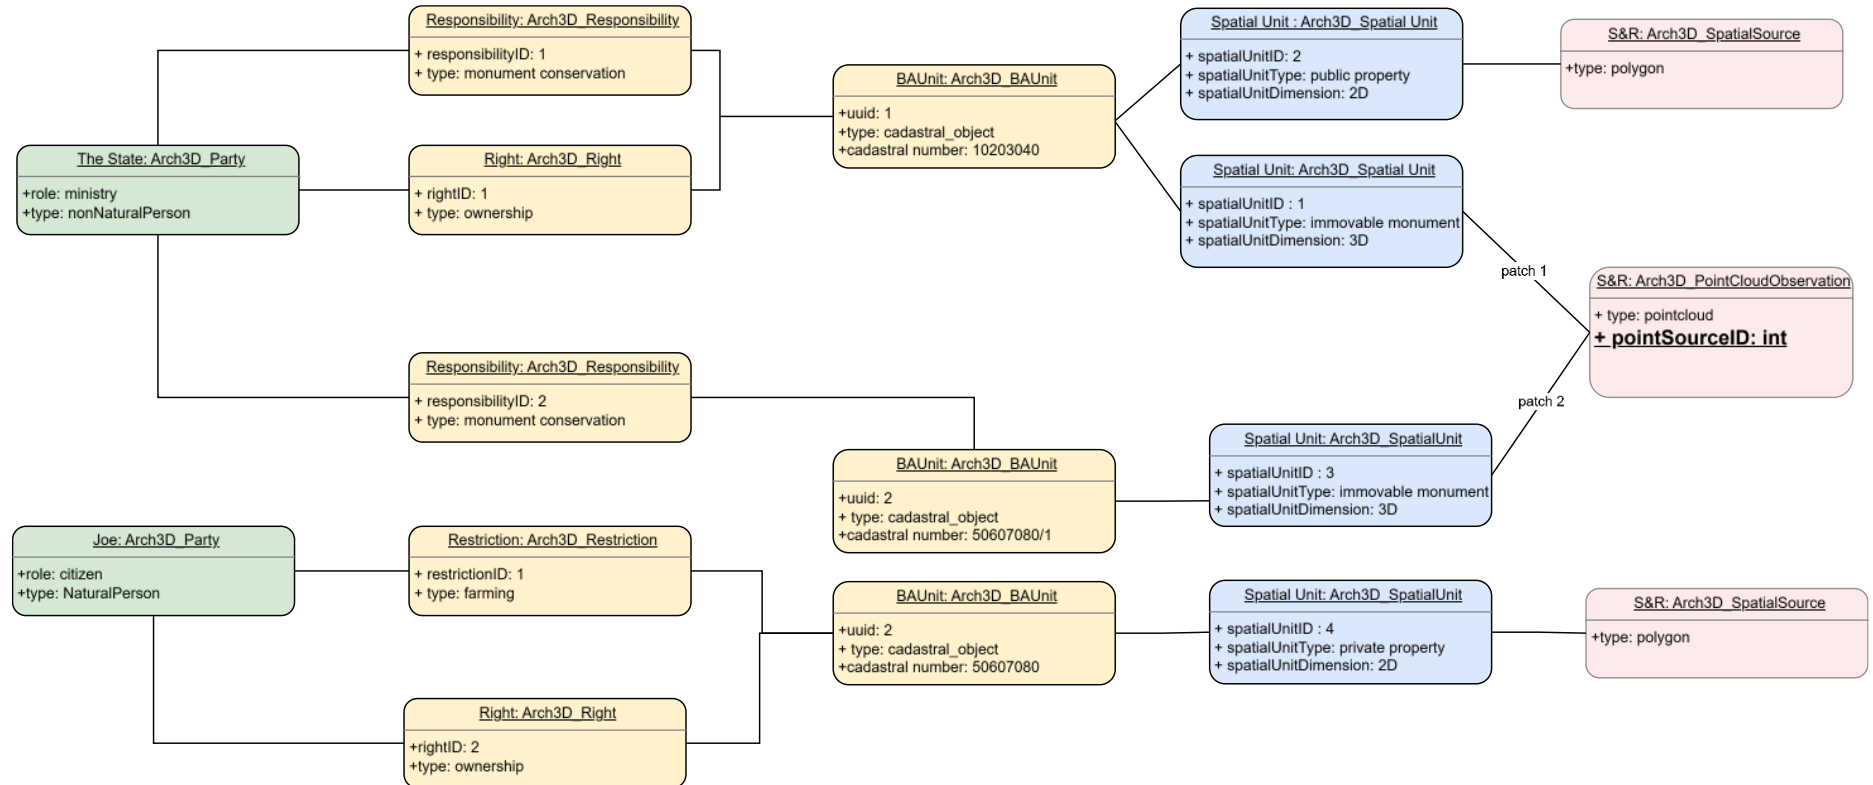 Responsibility: Arch3D_Responsibility
+ responsibilityID: 1
+ type: monument conservation
The State: Arch3D_Party
+role: ministry
+type: nonNaturalPerson
Right: Arch3D_Right
+ rightID: 1
+ type: ownership
BAUnit: Arch3D_BAUnit
+uuid: 1
+type: cadastral_object
+cadastral number: 10203040
Spatial Unit : Arch3D_Spatial Unit
+ spatialUnitID: 2
+ spatialUnitType: public property
+ spatialUnitDimension: 2D
S&R: Arch3D_SpatialSource
+type: polygon
Spatial Unit: Arch3D_Spatial Unit
+ spatialUnitID : 1
+ spatialUnitType: immovable monument
+ spatialUnitDimension: 3D
patch 1
S&R: Arch3D_PointCloudObservation
+ type: pointcloud
+ pointSourceID: int
patch 2
Responsibility: Arch3D_Responsibility
+ responsibilityID: 2
+ type: monument conservation
BAUnit: Arch3D_BAUnit
+uuid: 2
+ type: cadastral_object
+cadastral number: 50607080/1
Spatial Unit: Arch3D_SpatialUnit
+ spatialUnitID : 3
+ spatialUnitType: immovable monument
+ spatialUnitDimension: 3D
Joe: Arch3D_Party
+role: citizen
+type: NaturalPerson
Restriction: Arch3D_Restriction
+ restrictionID: 1
+ type: farming
BAUnit: Arch3D_BAUnit
+uuid: 2
+ type: cadastral_object
+cadastral number: 50607080
Spatial Unit: Arch3D_SpatialUnit
+ spatialUnitID : 4
+ spatialUnitType: private property
+ spatialUnitDimension: 2D
S&R: Arch3D_SpatialSource
+type: polygon
Right: Arch3D_Right
+rightID: 2
+type: ownership